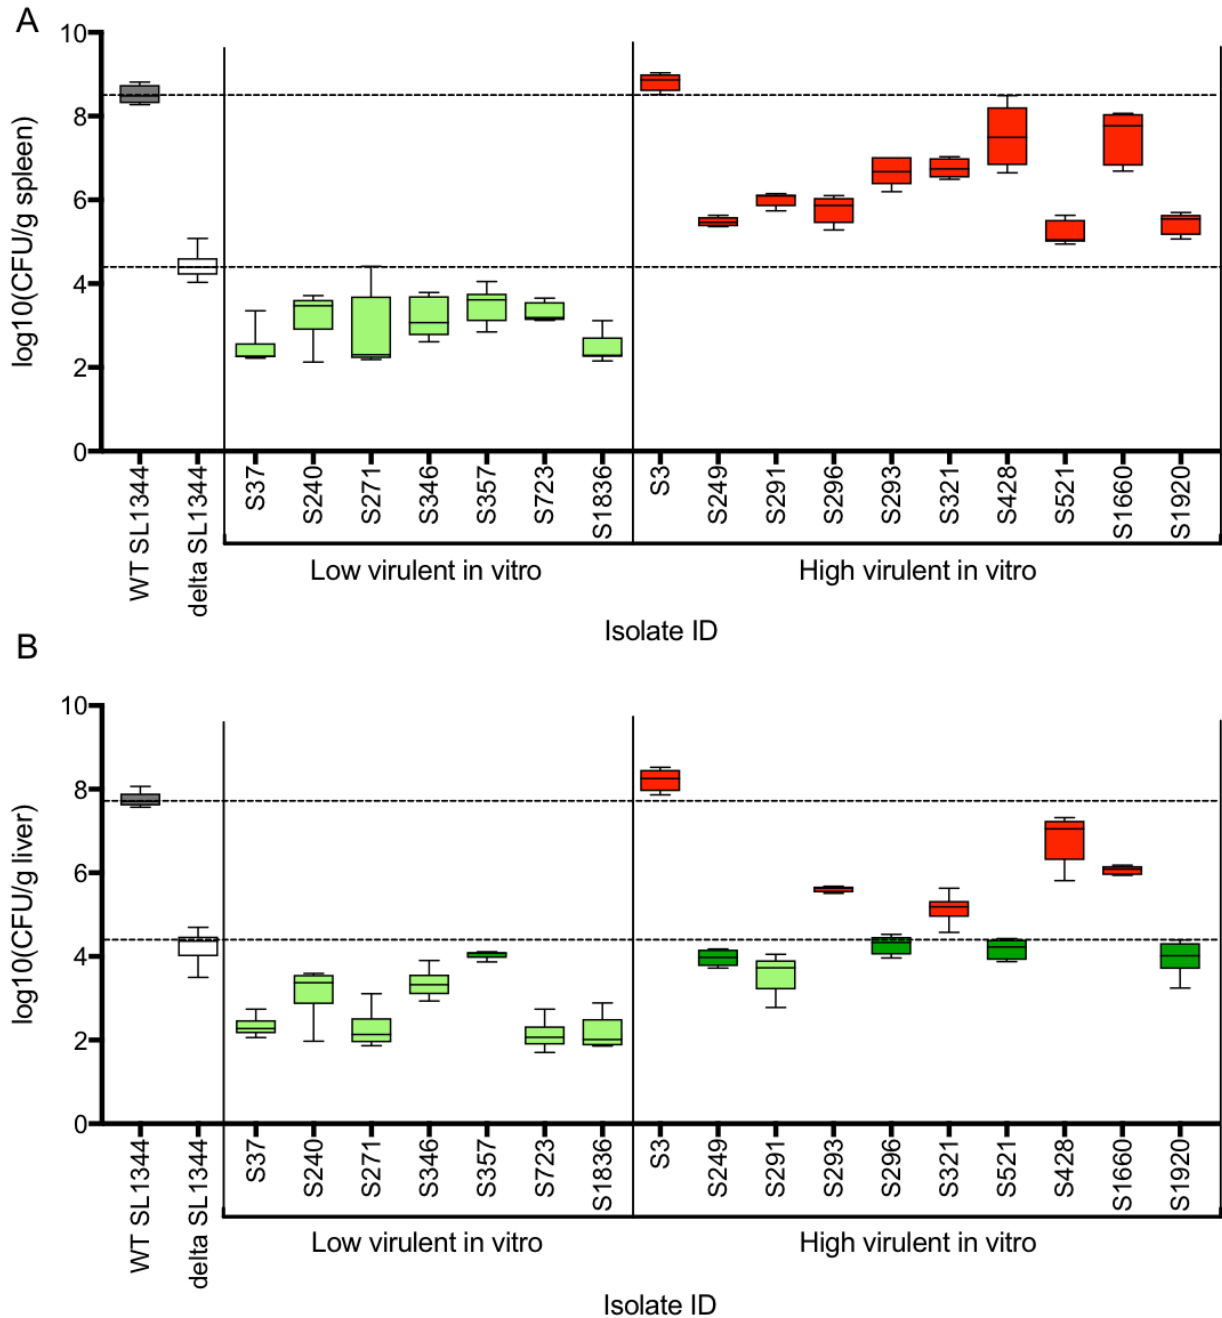 A
10
8
6
4
2
0
log10(CFU/g spleen)
WT SL1344
delta SL1344
S37
S240
S271
S346
S357
S723
S1836
S3
S249
S291
S296
S293
S321
S428
S521
S1660
S1920
Low virulent in vitro
High virulent in vitro
Isolate ID
B
10
8
6
4
2
0
log10(CFU/g liver)
WT SL1344
delta SL1344
S37
S240
S271
S346
S357
S723
S1836
S3
S249
S291
S293
S296
S321
S521
S428
S1660
S1920
Low virulent in vitro
High virulent in vitro
Isolate ID